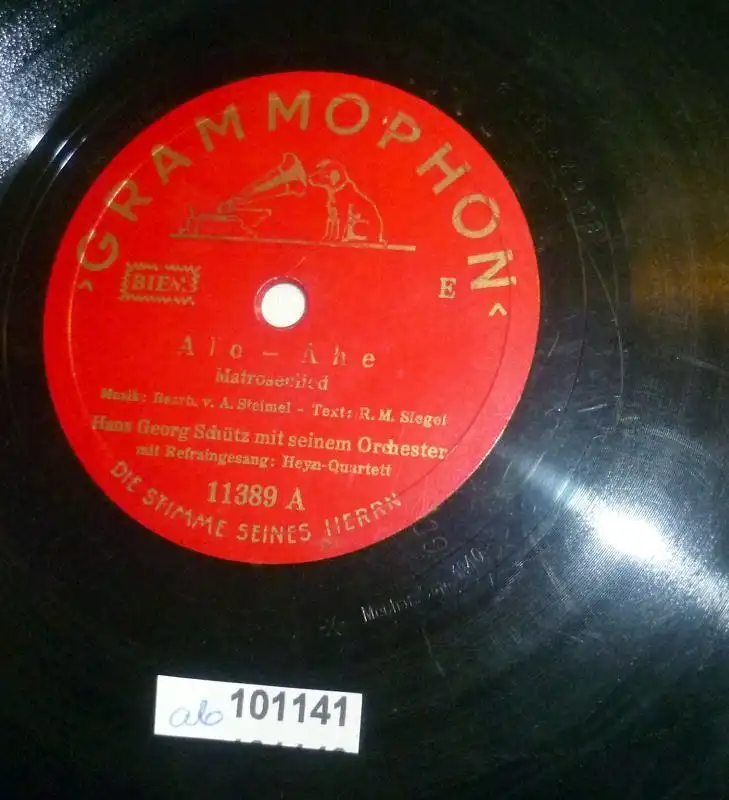 GRAMMOPHON
BIEM
E
Alo - Ahe
Matrosenlied
Musik: Bearb. v. A. Steimel - Text: R. M. Siegel
Hans Georg Schütz mit seinem Orchester
mit Refraingesang: Heyn-Quartett
11389 A
DIE STIMME SEINES HERRN
101141